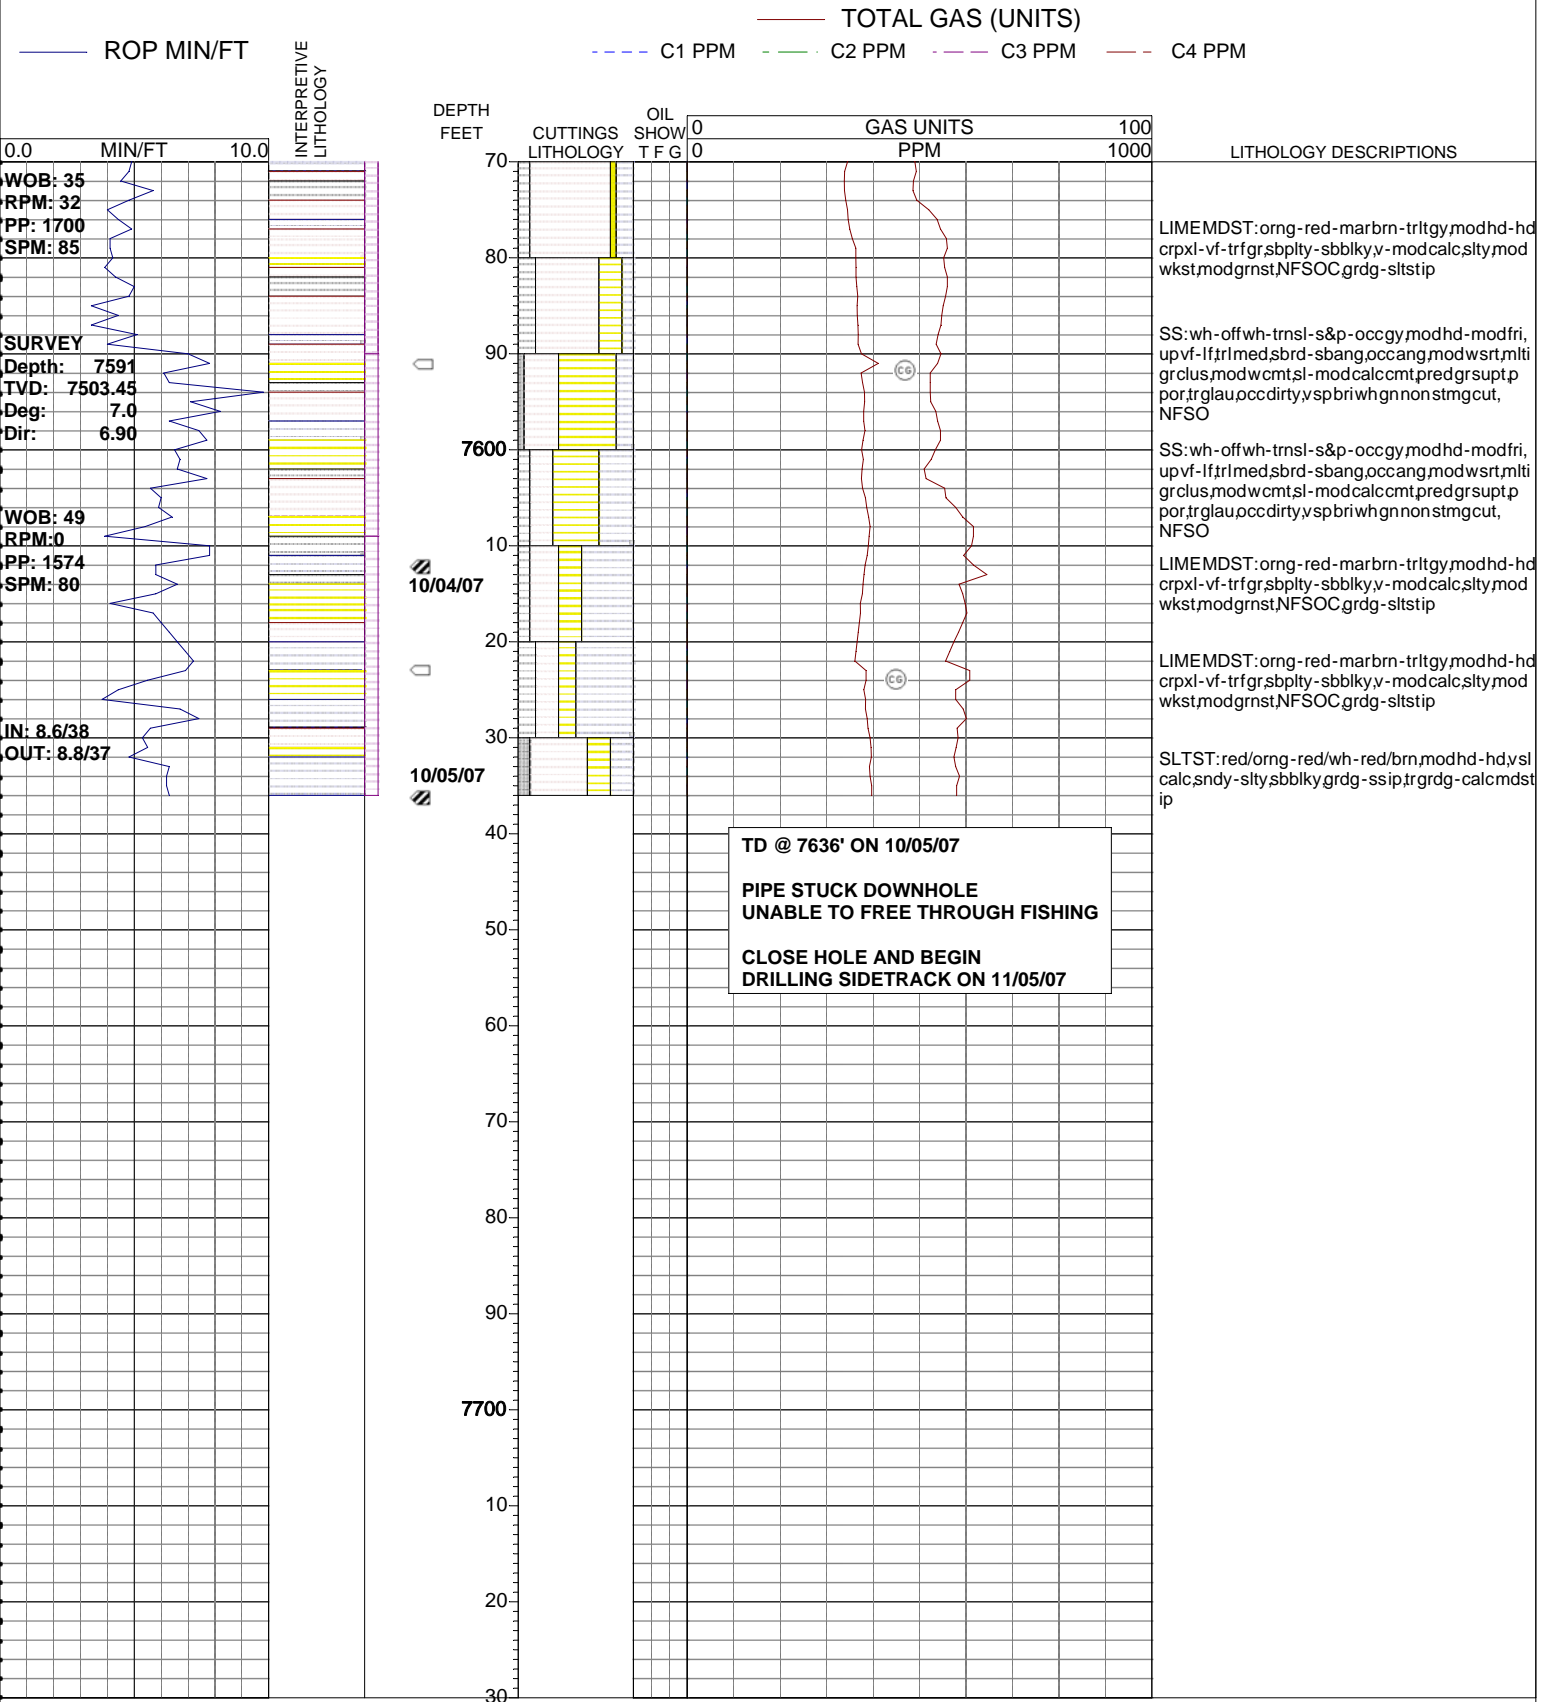 TOTAL GAS (UNITS)
ROP MIN/FT
C1 PPM
C2 PPM
C3 PPM
C4 PPM
INTERPRETIVE
LITHOLOGY
DEPTH
FEET
CUTTINGS
LITHOLOGY
OIL
SHOW
T F G
0 GAS UNITS 100
0 PPM 1000
0.0 MIN/FT 10.0
LITHOLOGY DESCRIPTIONS
WOB: 35
RPM: 32
PP: 1700
SPM: 85
SURVEY
Depth: 7591
TVD: 7503.45
Deg: 7.0
Dir: 6.90
WOB: 49
RPM:0
PP: 1574
SPM: 80
IN: 8.6/38
OUT: 8.8/37
10/04/07
10/05/07
70
80
90
7600
10
20
30
40
50
60
70
80
90
7700
10
20
30
CG
CG
LIMEMDST:orng-red-marbrn-trltgy,modhd-hd
crpxl-vf-trfgr,sbplty-sbblky,v-modcalc,slty,mod
wkst,modgrnst,NFSOC,grdg-sltstip
SS:wh-offwh-trnsl-s&p-occgy,modhd-modfri,
upvf-lf,trlmed,sbrd-sbang,occang,modwsrt,mlti
grclus,modwcmt,sl-modcalccmt,predgrsupt,p
por,trglau,occdirty,vspbriwhgnnonstmgcut,
NFSO
SS:wh-offwh-trnsl-s&p-occgy,modhd-modfri,
upvf-lf,trlmed,sbrd-sbang,occang,modwsrt,mlti
grclus,modwcmt,sl-modcalccmt,predgrsupt,p
por,trglau,occdirty,vspbriwhgnnonstmgcut,
NFSO
LIMEMDST:orng-red-marbrn-trltgy,modhd-hd
crpxl-vf-trfgr,sbplty-sbblky,v-modcalc,slty,mod
wkst,modgrnst,NFSOC,grdg-sltstip
LIMEMDST:orng-red-marbrn-trltgy,modhd-hd
crpxl-vf-trfgr,sbplty-sbblky,v-modcalc,slty,mod
wkst,modgrnst,NFSOC,grdg-sltstip
SLTST:red/orng-red/wh-red/brn,modhd-hd,vsl
calc,sndy-slty,sbblky,grdg-ssip,trgrdg-calcmdst
ip
TD @ 7636' ON 10/05/07
PIPE STUCK DOWNHOLE
UNABLE TO FREE THROUGH FISHING
CLOSE HOLE AND BEGIN
DRILLING SIDETRACK ON 11/05/07